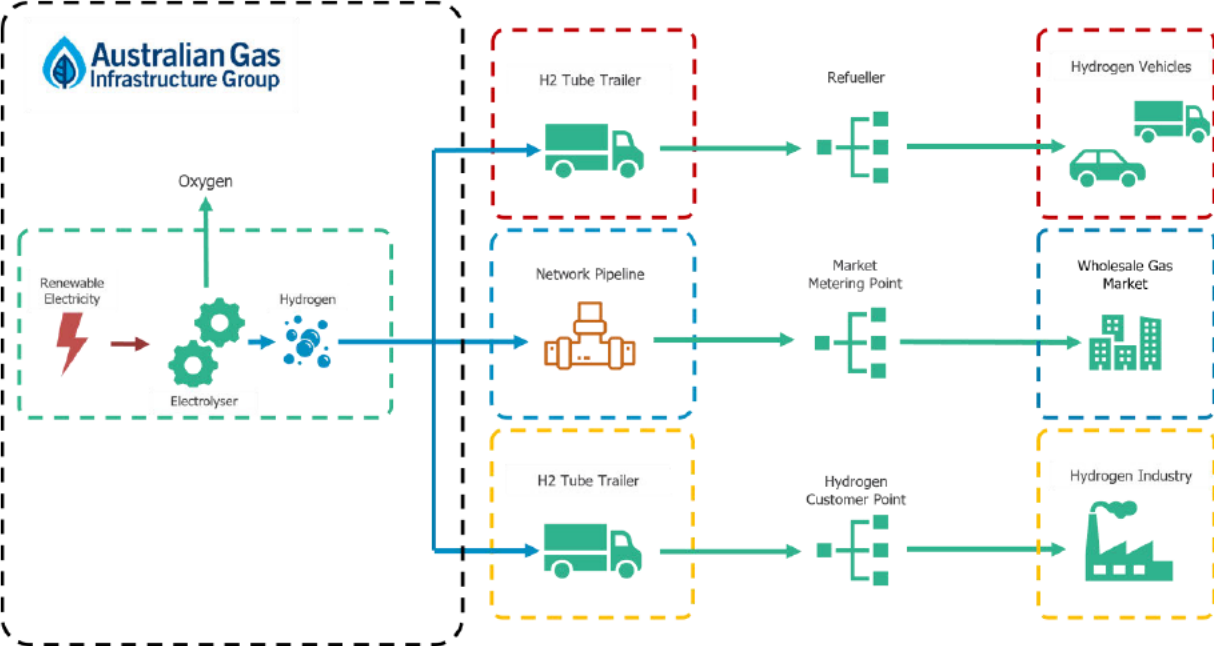 Australian Gas
Infrastructure Group
Oxygen
Renewable
Electricity
Hydrogen
Electrolyser
H2 Tube Trailer
Refueller
Hydrogen Vehicles
Network Pipeline
Market
Metering Point
Wholesale Gas
Market
H2 Tube Trailer
Hydrogen
Customer Point
Hydrogen Industry